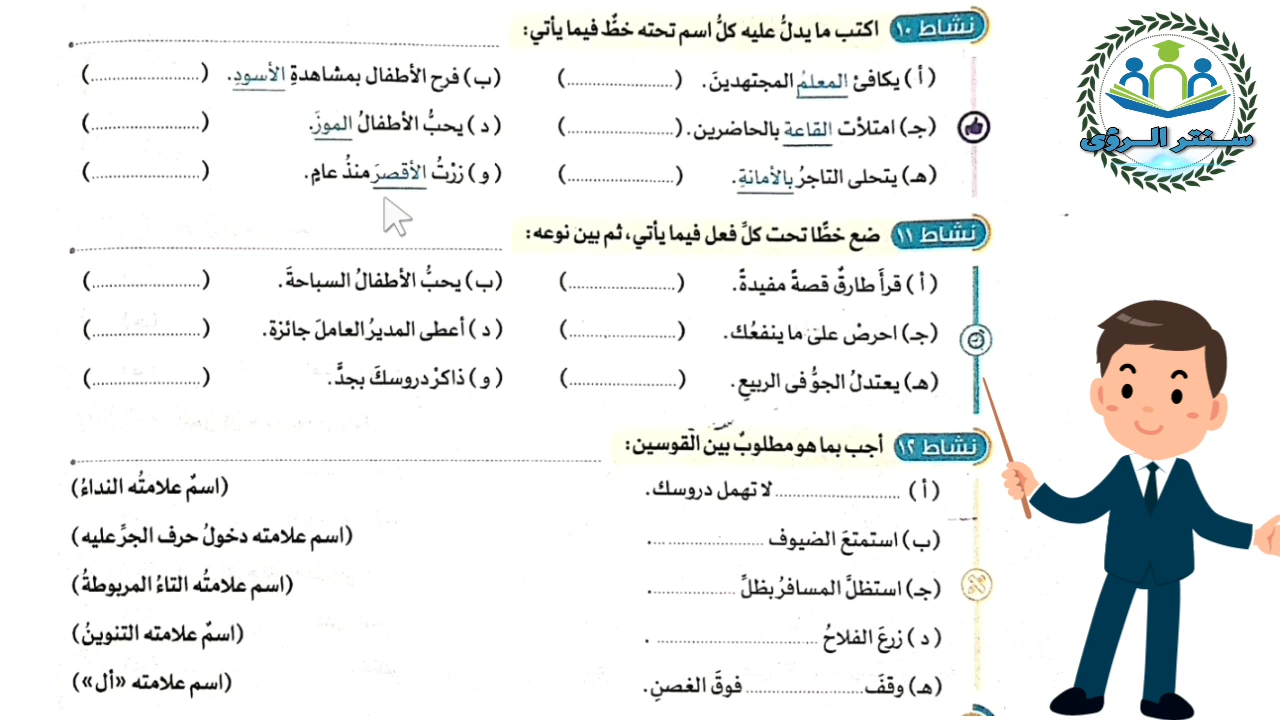 نشاط ١٠ اكتب ما يدلُّ عليه كلُّ اسم تحته خطٌّ فيما يأتي:
(أ) يكافئ المعلمُ المجتهدينَ. (....................) (ب) فرح الأطفال بمشاهدةِ الأسودِ. (....................)
(جـ) امتلأت القاعة بالحاضرين. (....................) (د) يحبُّ الأطفالُ الموزَ. (....................)
(هـ) يتحلى التاجرُ بالأمانةِ. (....................) (و) زرْتُ الأقصرَ منذُ عامٍ. (....................)
نشاط ١١ ضع خطًّا تحت كلِّ فعل فيما يأتي، ثم بين نوعه:
(أ) قرأَ طارقٌ قصةً مفيدةً. (....................) (ب) يحبُّ الأطفالُ السباحةَ. (....................)
(جـ) احرصْ على ما ينفعُك. (....................) (د) أعطى المديرُ العاملَ جائزة. (....................)
(هـ) يعتدلُ الجوُّ فى الربيعِ. (....................) (و) ذاكرْ دروسكَ بجدَّ. (....................)
نشاط ١٢ أجب بما هو مطلوبٌ بين القوسين:
(أ) .................... لا تهمل دروسك. (اسمٌ علامتُه النداءُ)
(ب) استمتعَ الضيوف .................... . (اسم علامته دخولُ حرف الجرِّ عليه)
(جـ) استظلَّ المسافرُ بظلِّ .................... . (اسم علامتُه التاءُ المربوطةُ)
(د) زرعَ الفلاحُ .................... . (اسمٌ علامته التنوينُ)
(هـ) وقفَ .................... فوقَ الغصنِ. (اسم علامته «أل»)
سنتر الرؤى